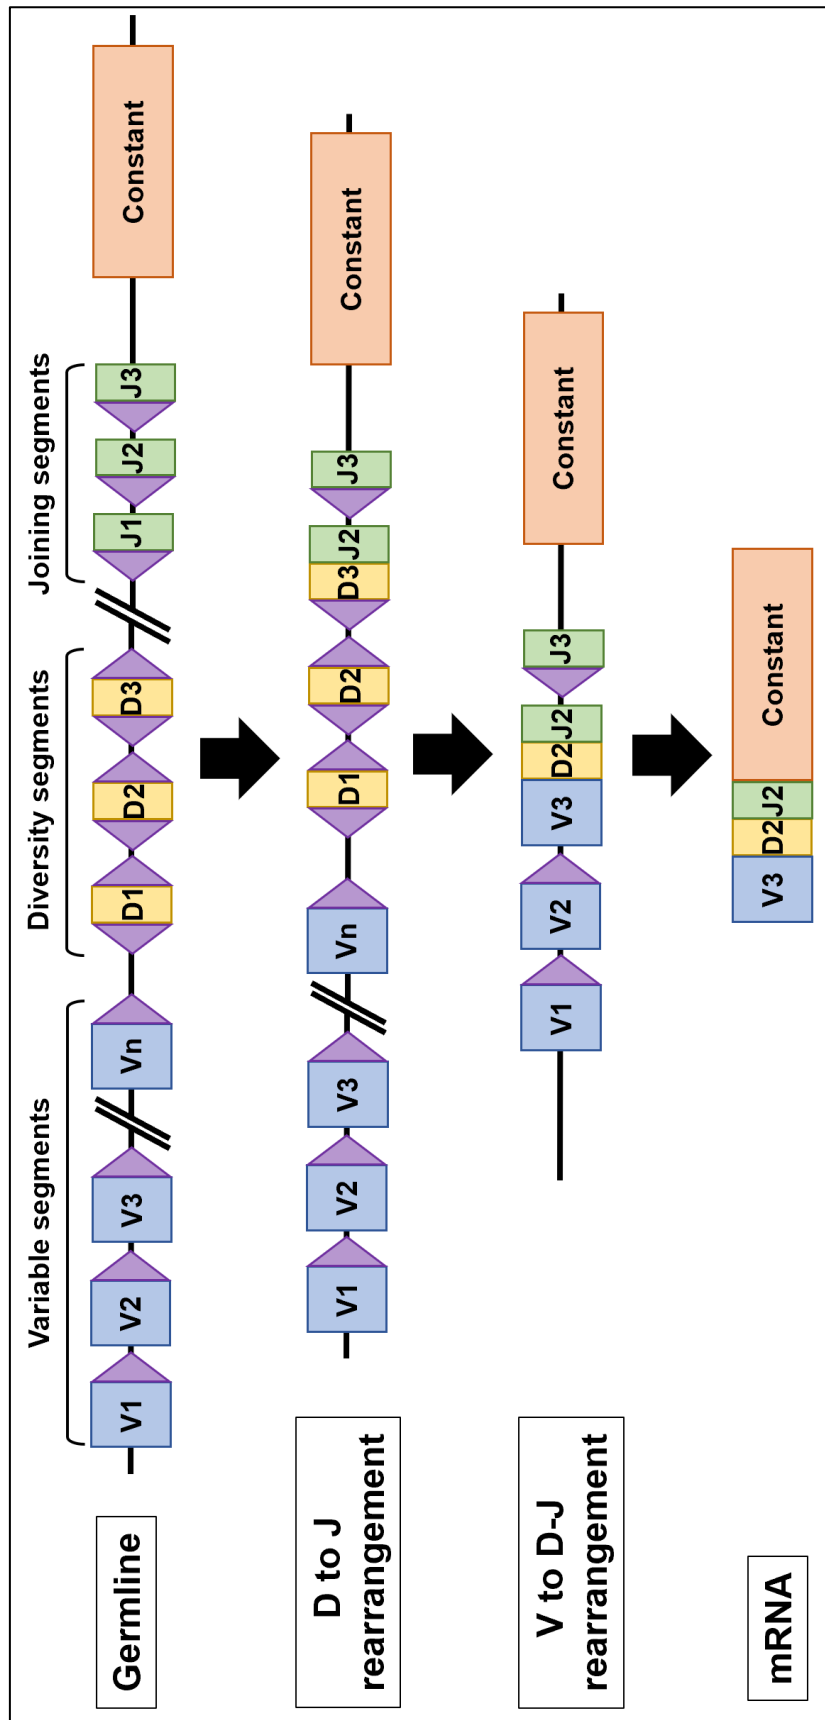 Variable segments
Diversity segments
Joining segments
Germline
V1
V2
V3
Vn
D1
D2
D3
J1
J2
J3
Constant
D to J
rearrangement
V1
V2
V3
Vn
D1
D2
D3
J2
J3
Constant
V to D-J
rearrangement
V1
V2
V3
D2
J2
J3
Constant
mRNA
V3
D2
J2
Constant